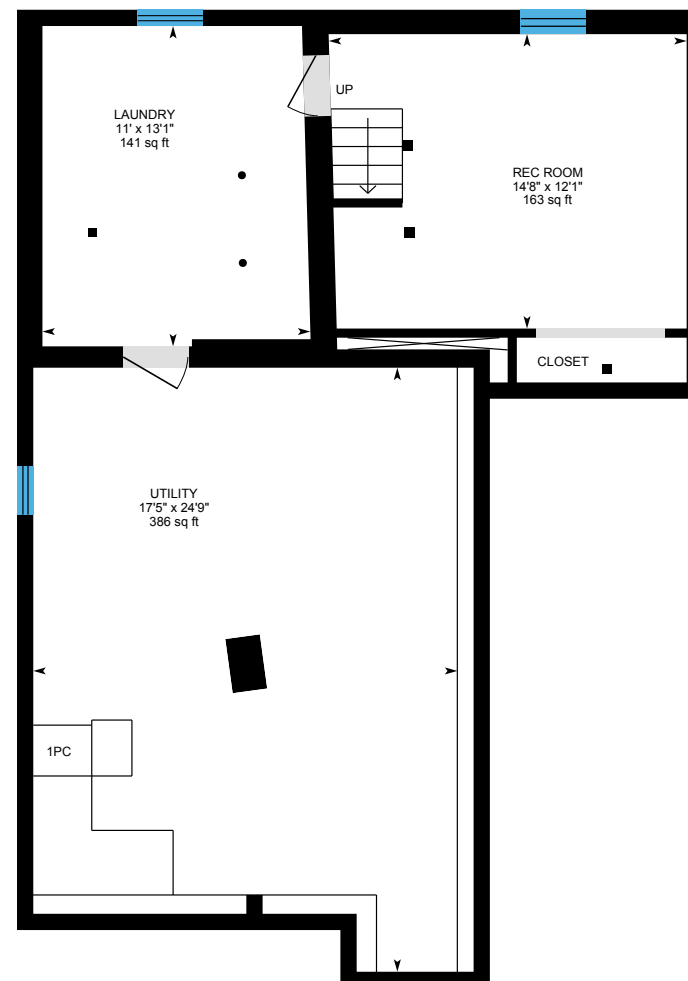 LAUNDRY
11' x 13'1"
141 sq ft
UP
REC ROOM
14'8" x 12'1"
163 sq ft
CLOSET
UTILITY
17'5" x 24'9"
386 sq ft
1PC